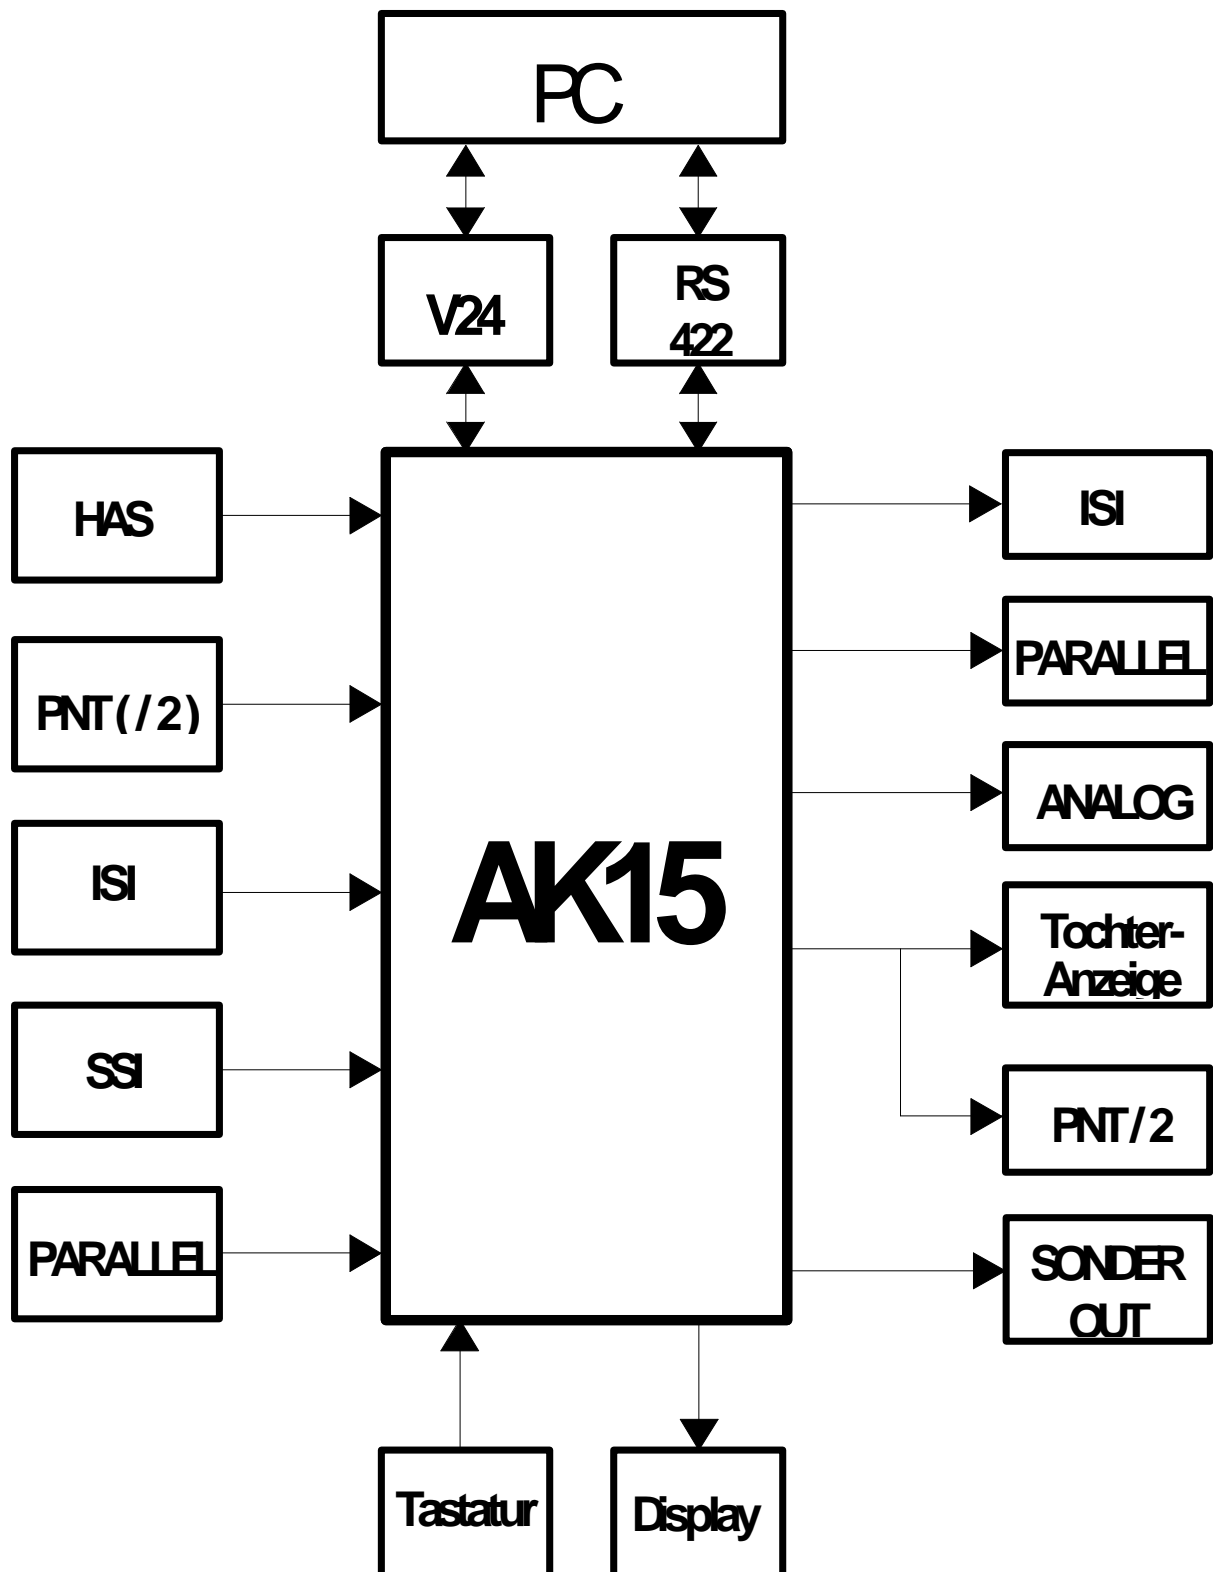 PC
V24
RS
422
HAS
PNT(/2)
ISI
SSI
PARALLEL
AK15
ISI
PARALLEL
ANALOG
Tochter-
Anzeige
PNT/2
SONDER
OUT
Tastatur
Display